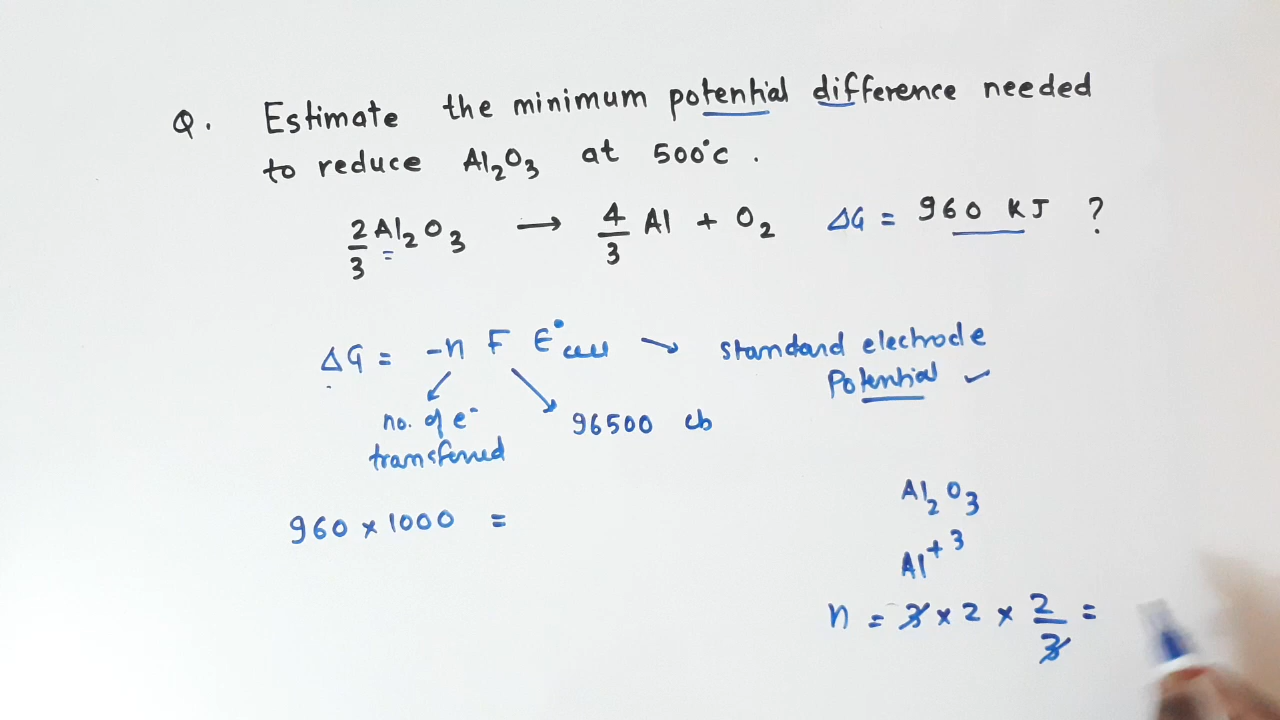 Q. Estimate the minimum potential difference needed
to reduce Al₂O₃ at 500°c .
2/3 Al₂O₃ → 4/3 Al + O₂ ΔG = 960 KJ ?
ΔG = -n F E°cell → standard electrode
Potential ✓
no. of e⁻
transferred
96500 cb
960 × 1000 =
Al₂O₃
Al⁺³
n = 3 × 2 × 2/3 =